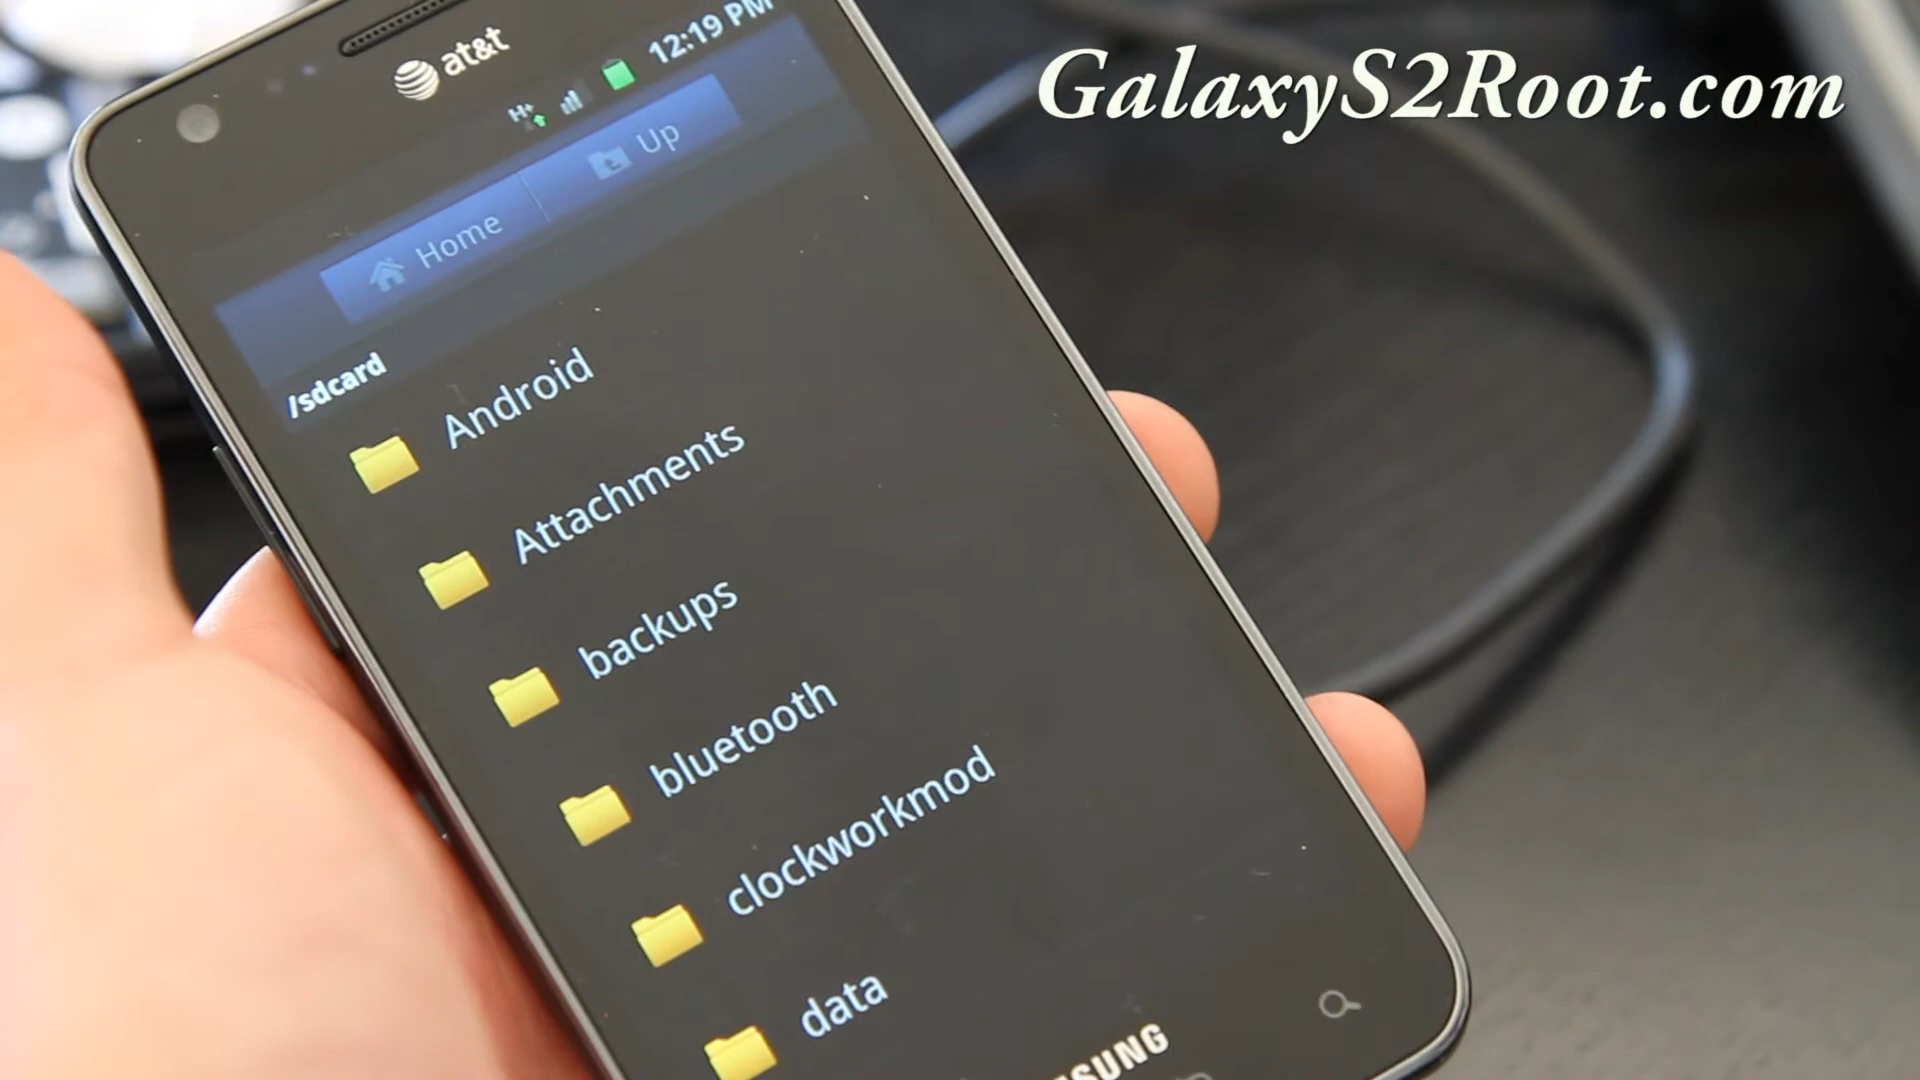 GalaxyS2Root.com
at&t
H+
12:19 PM
Home
Up
/sdcard
Android
Attachments
backups
bluetooth
clockworkmod
data
SUNG